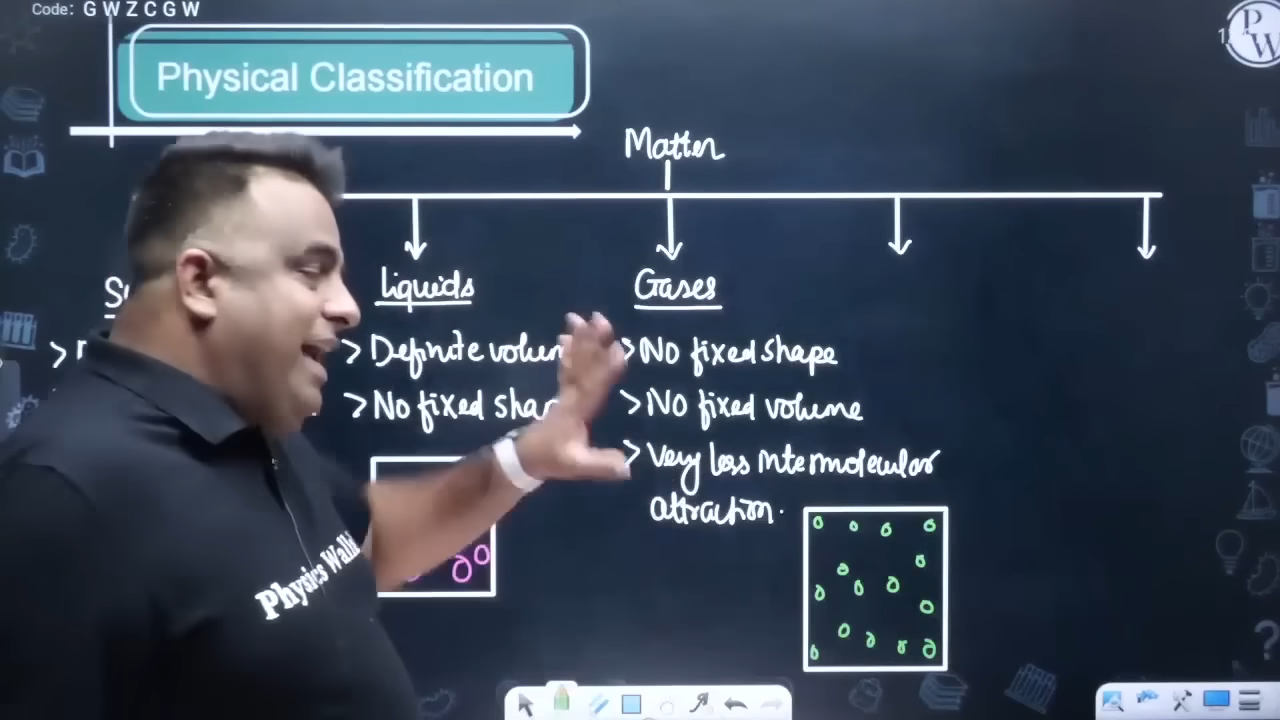 Code: G W Z C G W
P
W
1
Physical Classification
Matter
Liquids
Gases
> Definite volum
> No fixed shape
> No fixed shap
> No fixed volume
> Very less intermolecular
attraction.
Physics Wallah